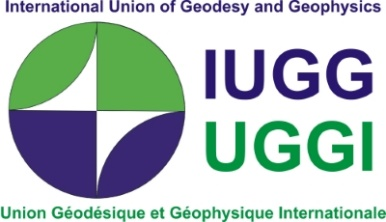 International Union of Geodesy and Geophysics
IUGG
UGGI
Union Géodésique et Géophysique Internationale